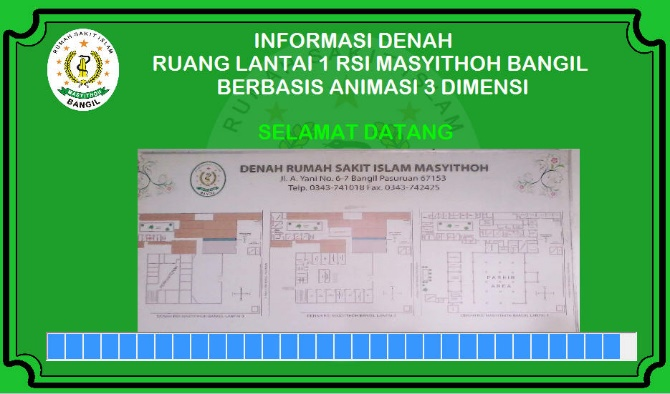 RUMAH SAKIT ISLAM
MASYITHOH
BANGIL
INFORMASI DENAH
RUANG LANTAI 1 RSI MASYITHOH BANGIL
BERBASIS ANIMASI 3 DIMENSI
SELAMAT DATANG
DENAH RUMAH SAKIT ISLAM MASYITHOH
Jl. A. Yani No. 6-7 Bangil Pasuruan 67153
Telp. 0343-741018 Fax. 0343-742425
PARKIR
AREA